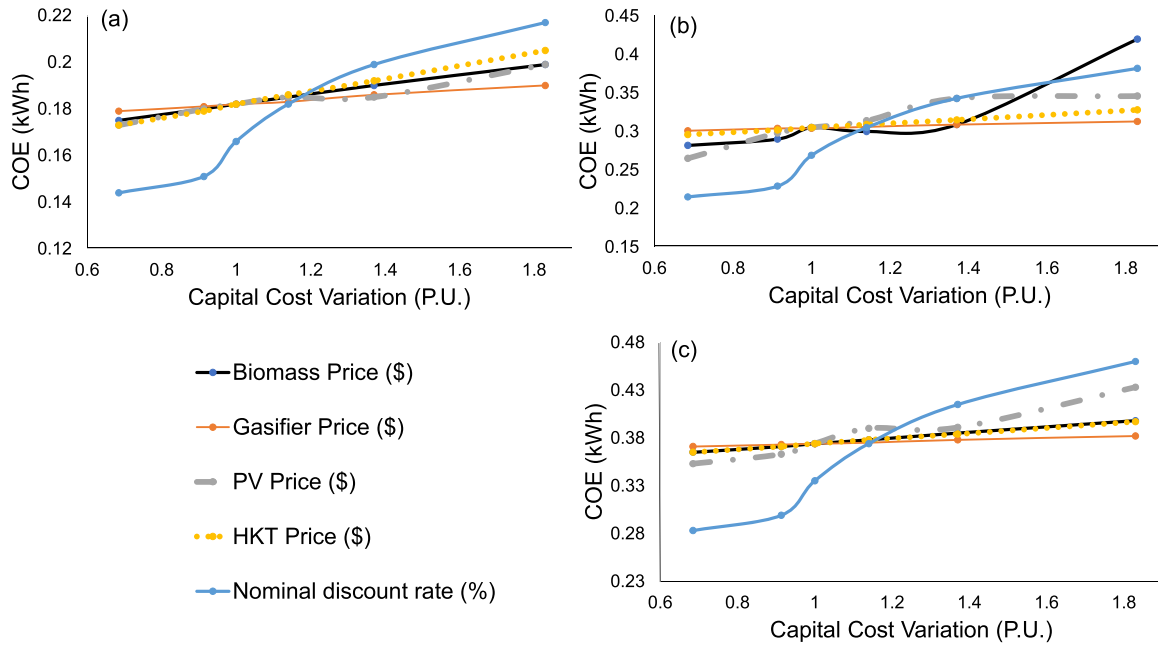 (a)
COE (kWh)
0.22
0.2
0.18
0.16
0.14
0.12
0.6 0.8 1 1.2 1.4 1.6 1.8
Capital Cost Variation (P.U.)
(b)
COE (kWh)
0.45
0.4
0.35
0.3
0.25
0.2
0.15
0.6 0.8 1 1.2 1.4 1.6 1.8
Capital Cost Variation (P.U.)
Biomass Price ($)
Gasifier Price ($)
PV Price ($)
HKT Price ($)
Nominal discount rate (%)
(c)
COE (kWh)
0.48
0.43
0.38
0.33
0.28
0.23
0.6 0.8 1 1.2 1.4 1.6 1.8
Capital Cost Variation (P.U.)